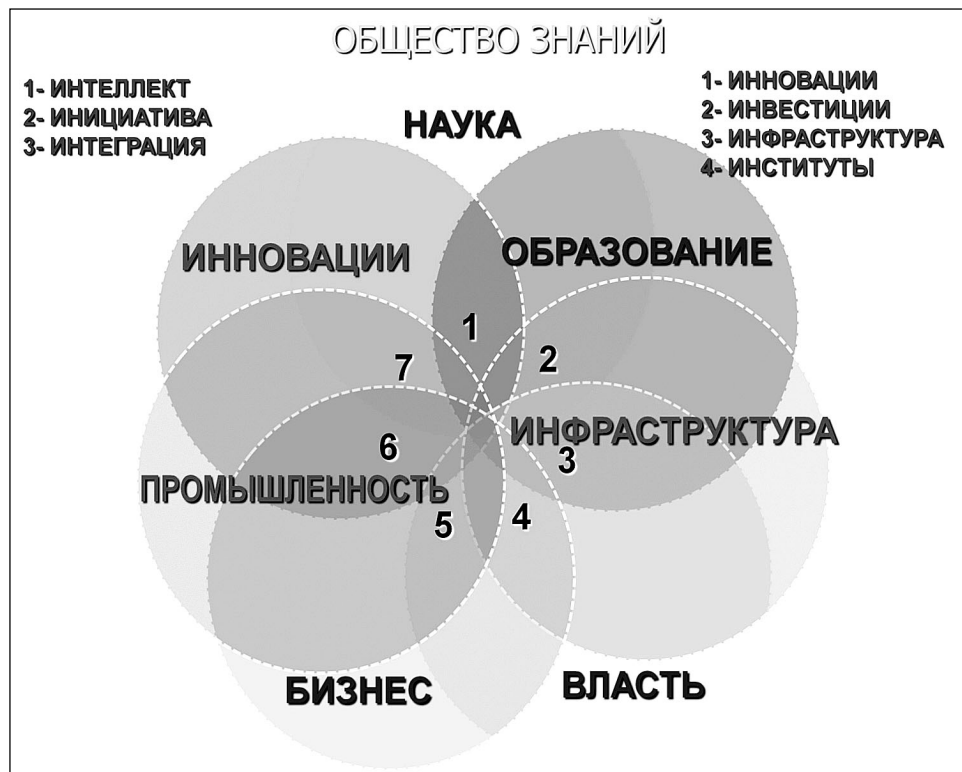 ОБЩЕСТВО ЗНАНИЙ
1- ИНТЕЛЛЕКТ
2- ИНИЦИАТИВА
3- ИНТЕГРАЦИЯ
1- ИННОВАЦИИ
2- ИНВЕСТИЦИИ
3- ИНФРАСТРУКТУРА
4- ИНСТИТУТЫ
НАУКА
ИННОВАЦИИ
ОБРАЗОВАНИЕ
1
2
7
ИНФРАСТРУКТУРА
6
3
ПРОМЫШЛЕННОСТЬ
5
4
БИЗНЕС
ВЛАСТЬ